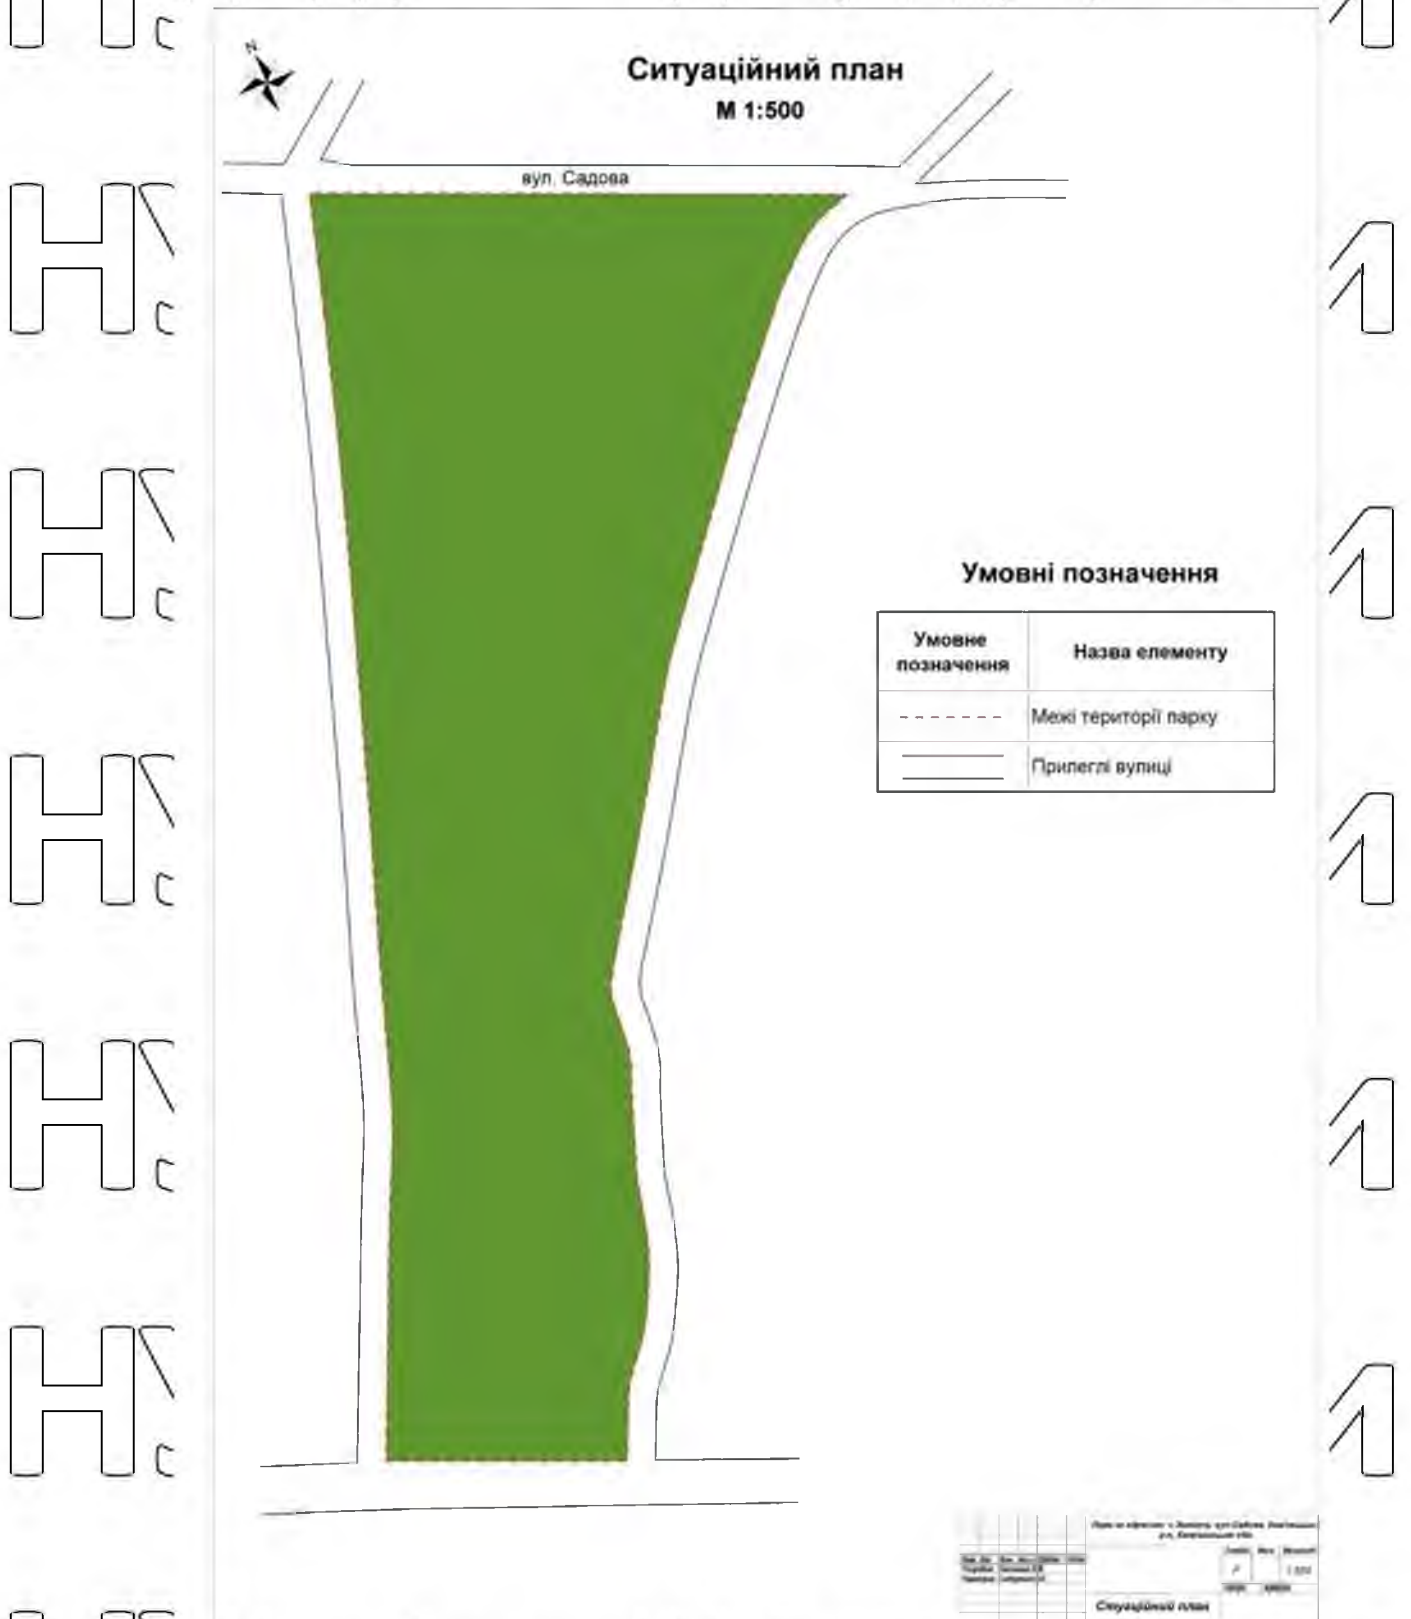 N
Ситуаційний план
М 1:500
вул. Садова
Умовні позначення
Умовне позначення
Назва елементу
Межі території парку
Прилеглі вулиці
Ситуаційний план